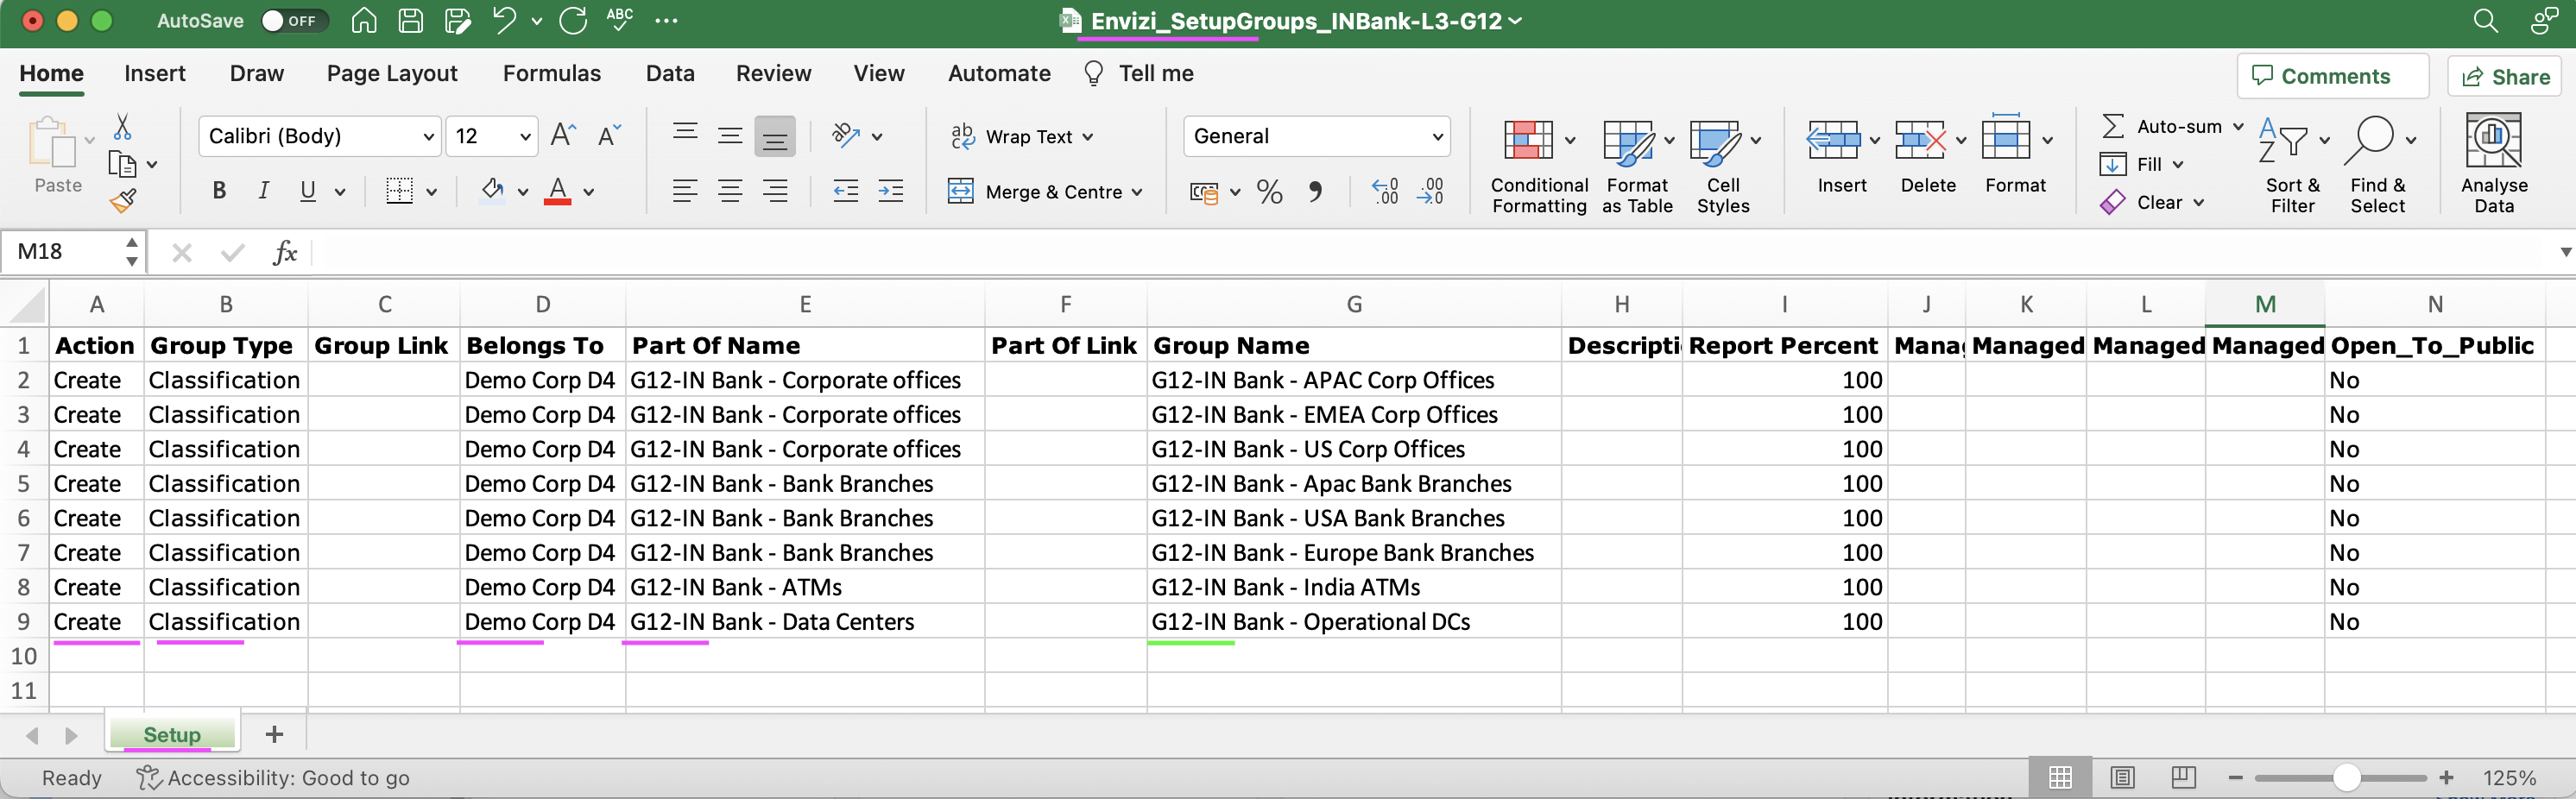 AutoSave OFF ABC ... Envizi_SetupGroups_INBank-L3-G12
Home Insert Draw Page Layout Formulas Data Review View Automate Tell me Comments Share
Paste Calibri (Body) 12 A A ab Wrap Text General Conditional Formatting Format as Table Cell Styles Insert Delete Format Auto-sum Fill Clear Sort & Filter Find & Select Analyse Data
B I U A Merge & Centre % .00 .00
M18 fx
A B C D E F G H I J K L M N
1 Action Group Type Group Link Belongs To Part Of Name Part Of Link Group Name Descripti Report Percent Manag Managed Managed Managed Open_To_Public
2 Create Classification Demo Corp D4 G12-IN Bank - Corporate offices G12-IN Bank - APAC Corp Offices 100 No
3 Create Classification Demo Corp D4 G12-IN Bank - Corporate offices G12-IN Bank - EMEA Corp Offices 100 No
4 Create Classification Demo Corp D4 G12-IN Bank - Corporate offices G12-IN Bank - US Corp Offices 100 No
5 Create Classification Demo Corp D4 G12-IN Bank - Bank Branches G12-IN Bank - Apac Bank Branches 100 No
6 Create Classification Demo Corp D4 G12-IN Bank - Bank Branches G12-IN Bank - USA Bank Branches 100 No
7 Create Classification Demo Corp D4 G12-IN Bank - Bank Branches G12-IN Bank - Europe Bank Branches 100 No
8 Create Classification Demo Corp D4 G12-IN Bank - ATMs G12-IN Bank - India ATMs 100 No
9 Create Classification Demo Corp D4 G12-IN Bank - Data Centers G12-IN Bank - Operational DCs 100 No
10
11
Setup +
Ready Accessibility: Good to go 125%